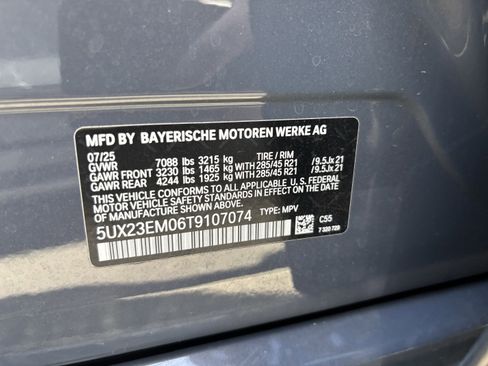 MFD BY BAYERISCHE MOTOREN WERKE AG
07/25
GVWR 7088 lbs 3215 kg TIRE / RIM
GAWR FRONT 3230 lbs 1465 kg WITH 285/45 R21 / 9.5Jx21
GAWR REAR 4244 lbs 1925 kg WITH 285/45 R21 / 9.5Jx21
THIS VEHICLE CONFORMS TO ALL APPLICABLE U.S. FEDERAL
MOTOR VEHICLE SAFETY STANDARDS IN EFFECT
ON THE DATE OF MANUFACTURE SHOWN ABOVE.
5UX23EM06T9107074 TYPE: MPV
C55
7 320 729